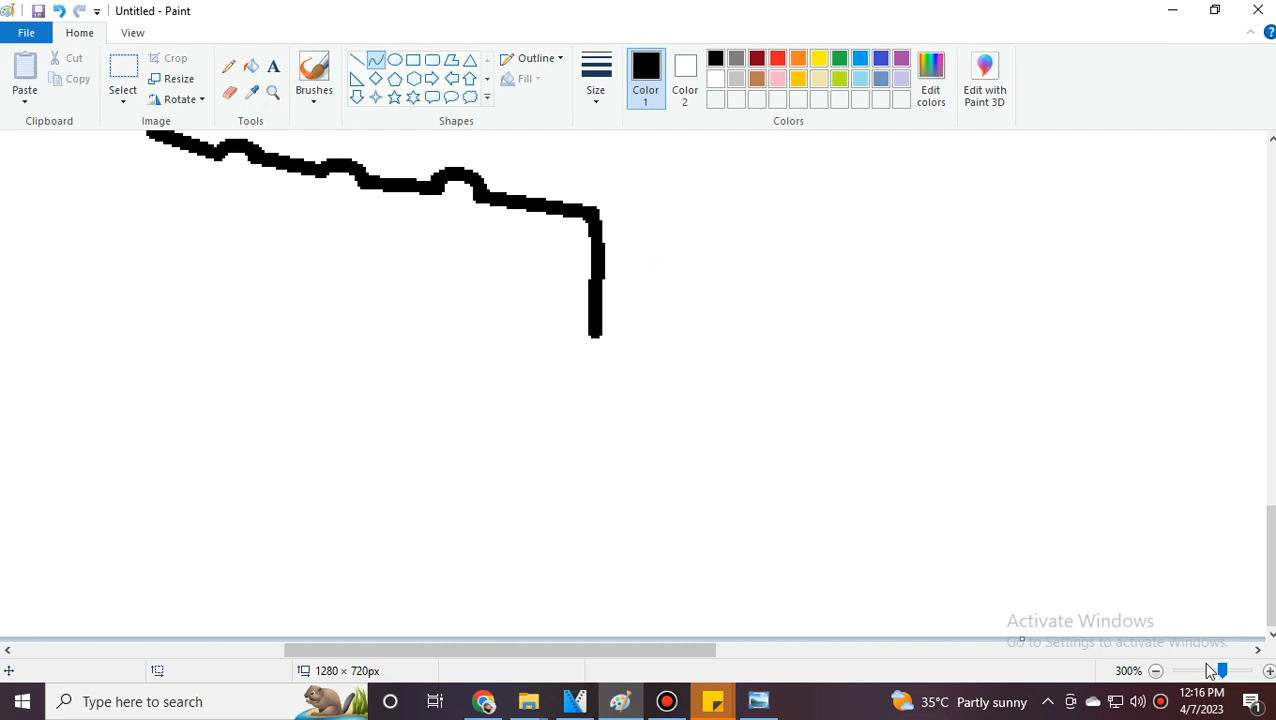 Untitled - Paint
File Home View
Paste Cut Copy
Clipboard
Select Crop Resize Rotate
Image
A
Tools
Brushes
Outline Fill
Shapes
Size
Color 1 Color 2
Edit colors
Colors
Edit with Paint 3D
Activate Windows
Go to Settings to activate Windows.
1280 × 720px
300%
Type here to search
35°C Partly sunny
12:16 PM
4/7/2023
1